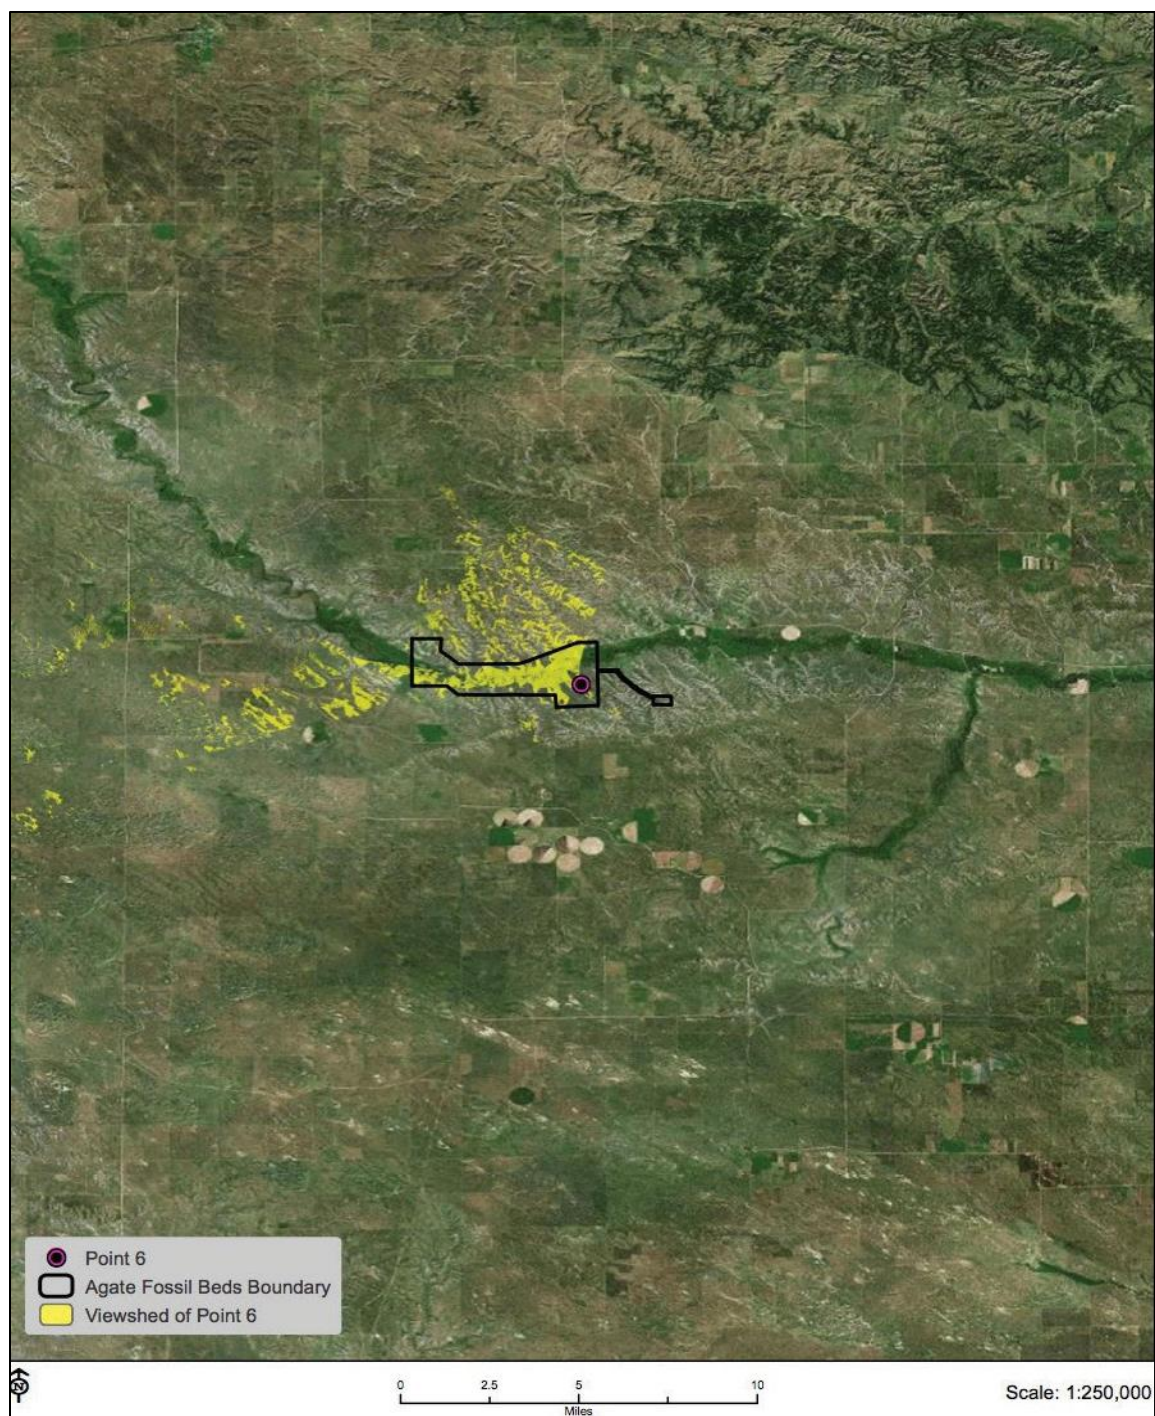 Point 6
Agate Fossil Beds Boundary
Viewshed of Point 6
N
0 2.5 5 10
Miles
Scale: 1:250,000